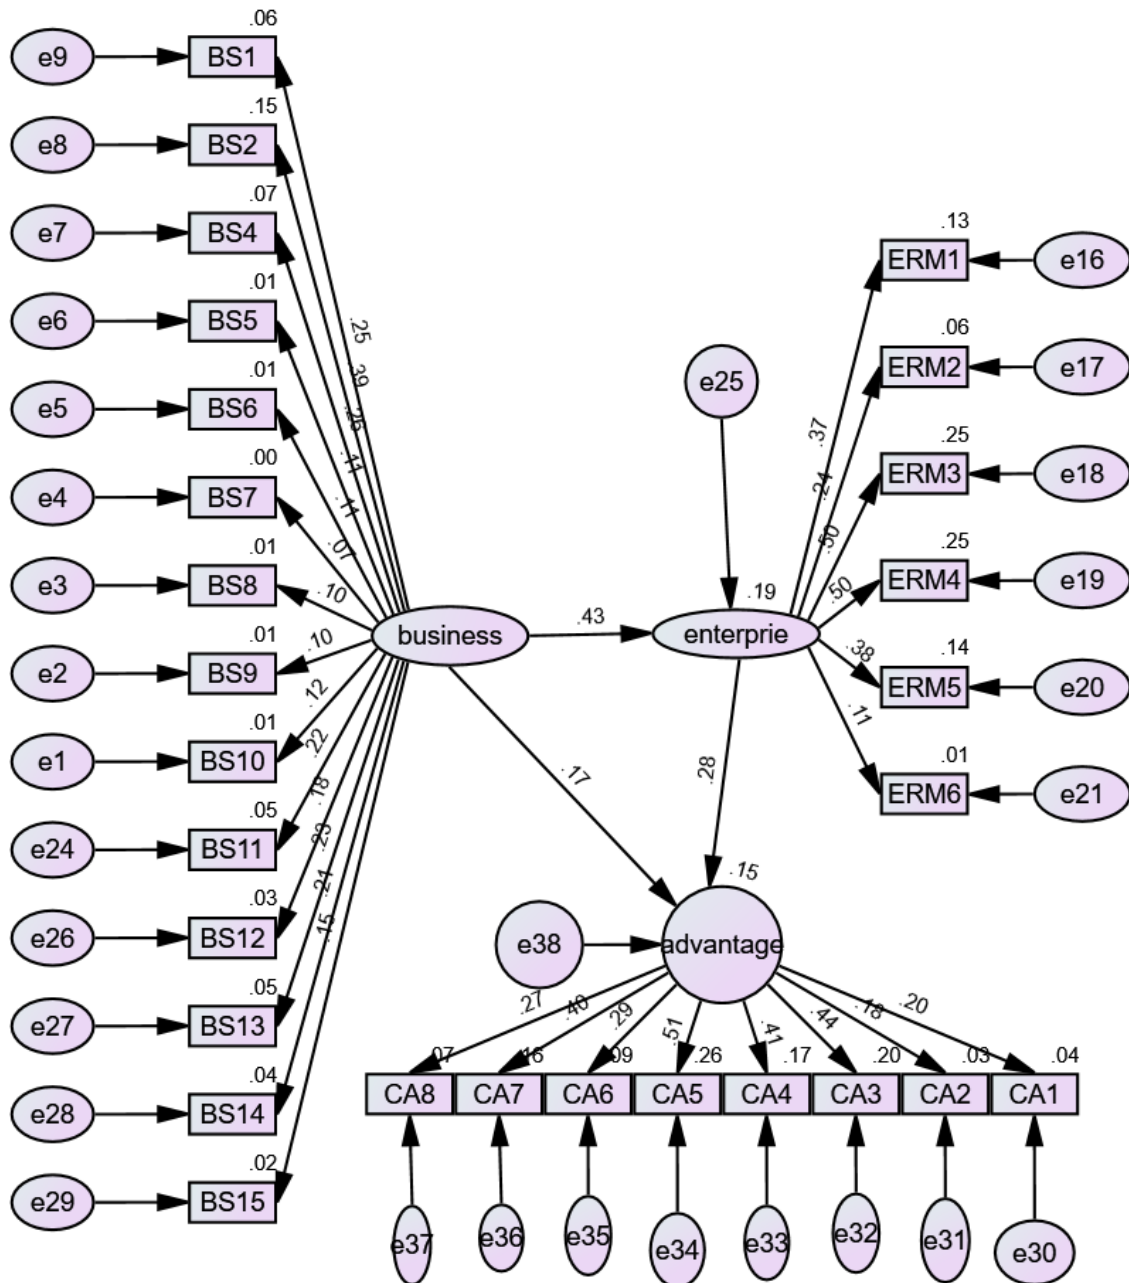 .06
e9 BS1
.15
e8 BS2
.07
e7 BS4
.01
e6 BS5
.01
e5 BS6
.00
e4 BS7
.01
e3 BS8
.01
e2 BS9
.01
e1 BS10
.05
e24 BS11
.03
e26 BS12
.05
e27 BS13
.04
e28 BS14
.02
e29 BS15
.25
.39
.26
.11
.11
.07
.10
.10
.12
.22
.18
.23
.21
.15
business
.43
.17
e25
.19
enterprie
.28
.37
.24
.50
.50
.38
.11
.13
ERM1 e16
.06
ERM2 e17
.25
ERM3 e18
.25
ERM4 e19
.14
ERM5 e20
.01
ERM6 e21
.15
e38 advantage
.27 .40 .29 .51 .41 .44 .18 .20
.07 .16 .09 .26 .17 .20 .03 .04
CA8 CA7 CA6 CA5 CA4 CA3 CA2 CA1
e37 e36 e35 e34 e33 e32 e31 e30